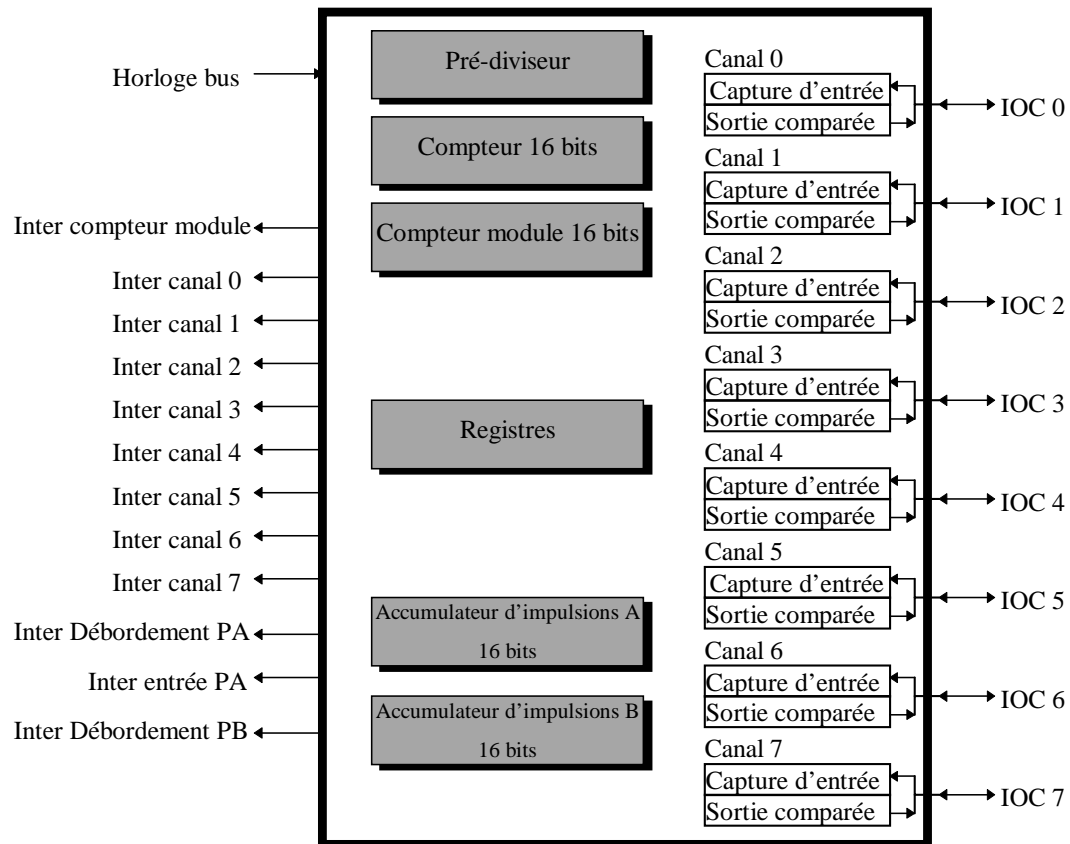 Horloge bus
Inter compteur module
Inter canal 0
Inter canal 1
Inter canal 2
Inter canal 3
Inter canal 4
Inter canal 5
Inter canal 6
Inter canal 7
Inter Débordement PA
Inter entrée PA
Inter Débordement PB
Pré-diviseur
Compteur 16 bits
Compteur module 16 bits
Registres
Accumulateur d’impulsions A
16 bits
Accumulateur d’impulsions B
16 bits
Canal 0
Capture d’entrée
Sortie comparée
IOC 0
Canal 1
Capture d’entrée
Sortie comparée
IOC 1
Canal 2
Capture d’entrée
Sortie comparée
IOC 2
Canal 3
Capture d’entrée
Sortie comparée
IOC 3
Canal 4
Capture d’entrée
Sortie comparée
IOC 4
Canal 5
Capture d’entrée
Sortie comparée
IOC 5
Canal 6
Capture d’entrée
Sortie comparée
IOC 6
Canal 7
Capture d’entrée
Sortie comparée
IOC 7